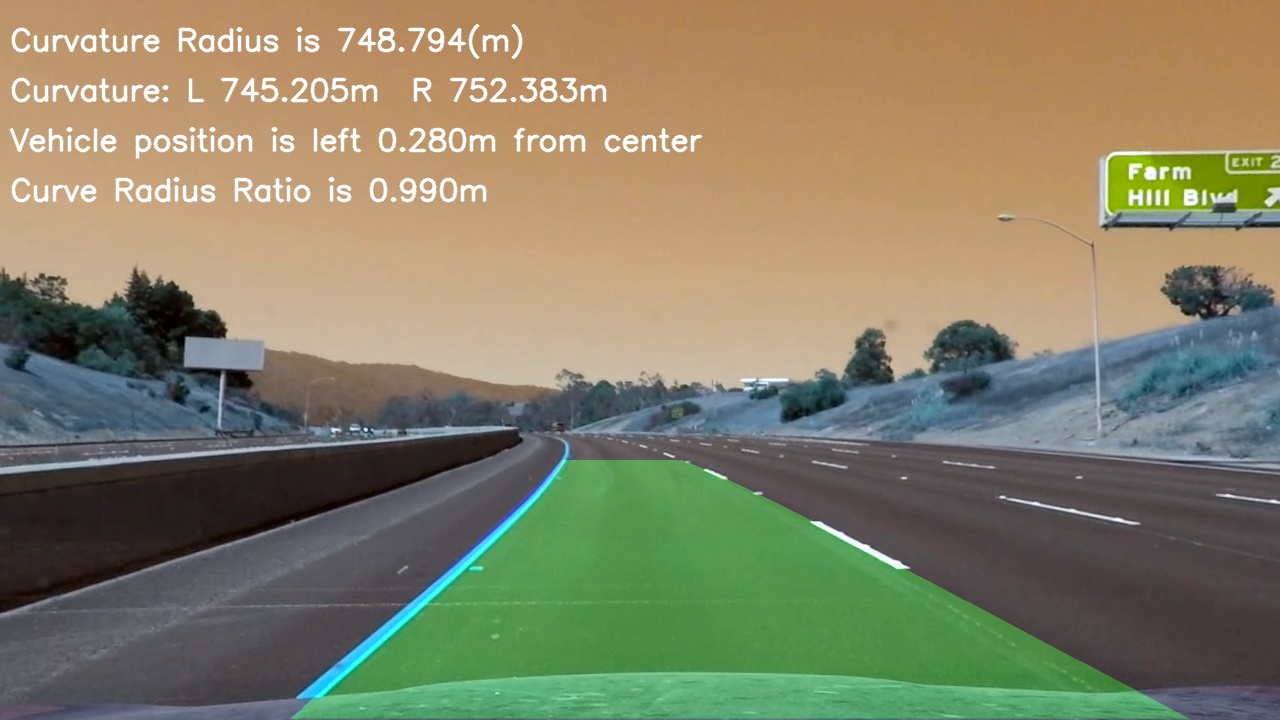 Curvature Radius is 748.794(m)
Curvature: L 745.205m R 752.383m
Vehicle position is left 0.280m from center
Curve Radius Ratio is 0.990m
EXIT 2
Farm
Hill Blvd